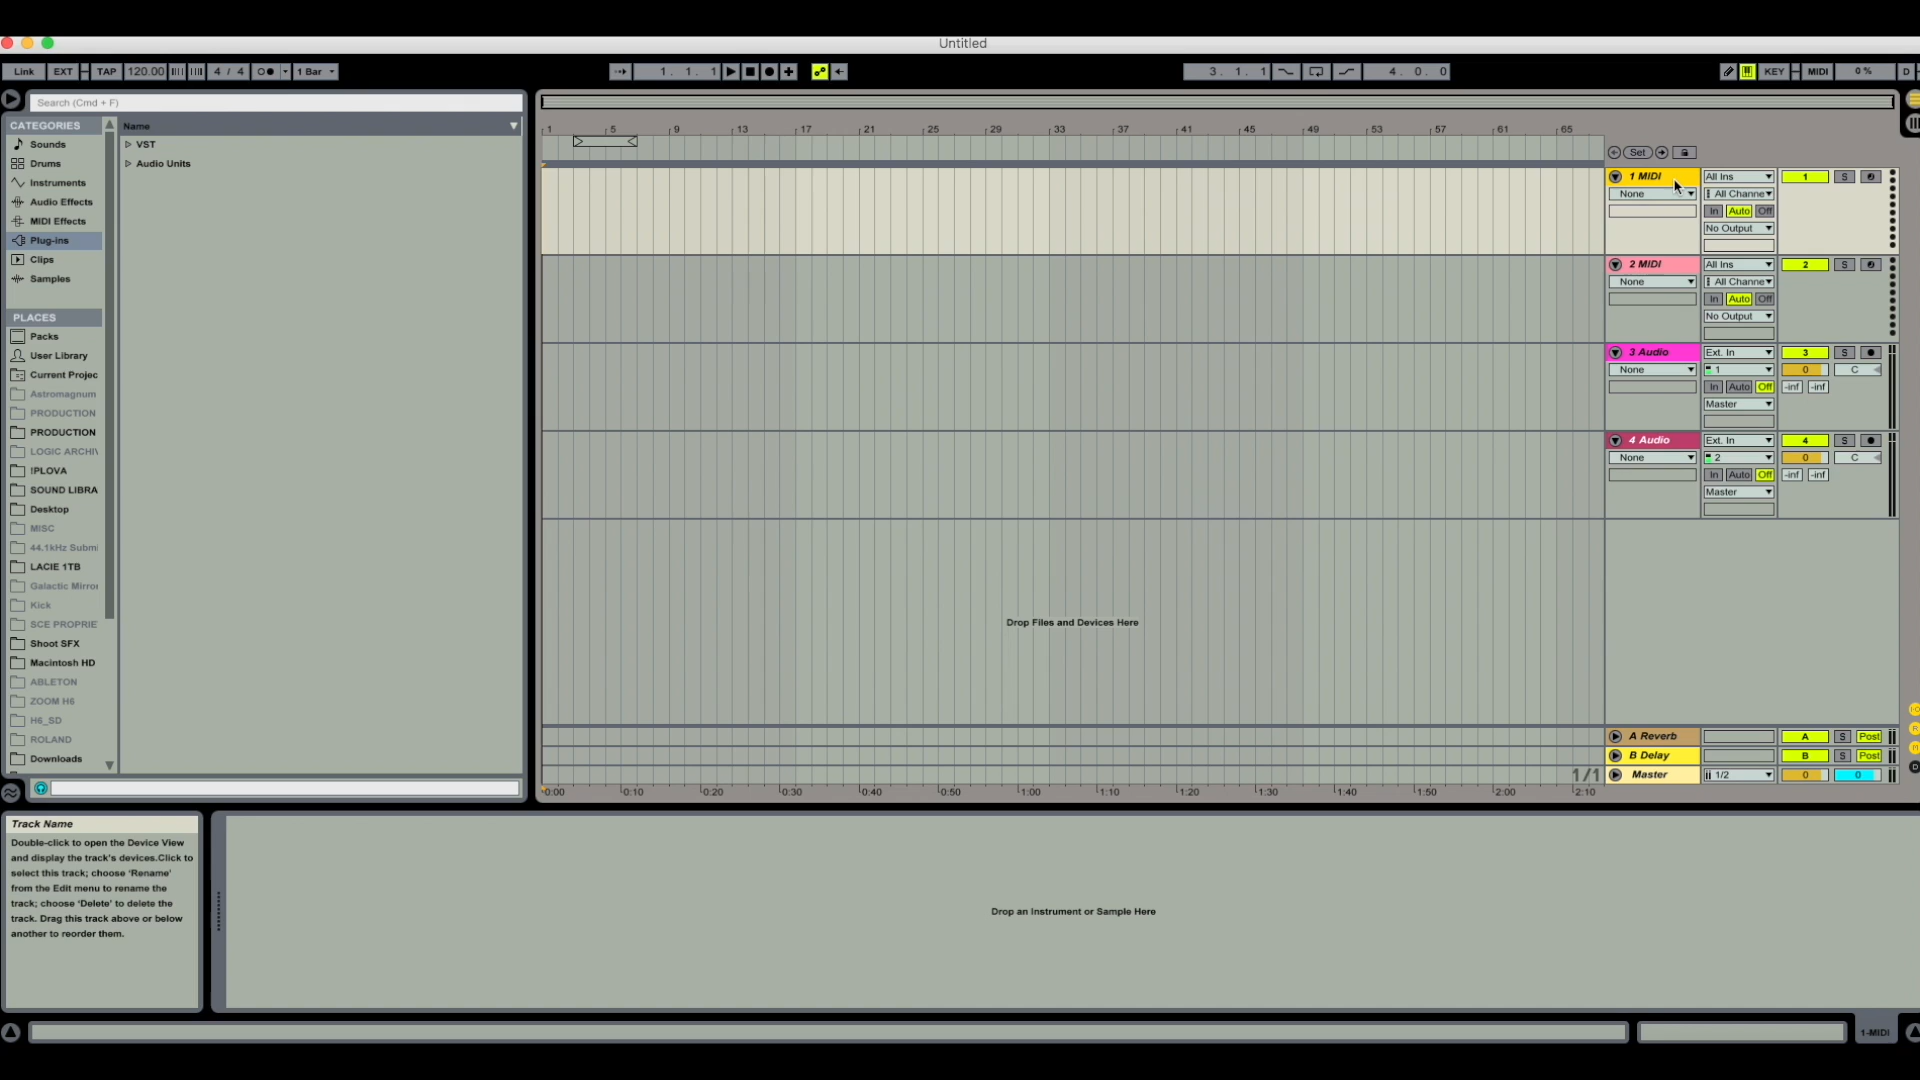 Untitled
Link EXT TAP 120.00 4 / 4 1 Bar 1. 1. 1 3. 1. 1 4. 0. 0 KEY MIDI 0 % D
Search (Cmd + F)
CATEGORIES
Sounds
Drums
Instruments
Audio Effects
MIDI Effects
Plug-ins
Clips
Samples
PLACES
Packs
User Library
Current Projec
Astromagnum
PRODUCTION
PRODUCTION
LOGIC ARCHIV
!PLOVA
SOUND LIBRA
Desktop
MISC
44.1kHz Submi
LACIE 1TB
Galactic Mirror
Kick
SCE PROPRIE
Shoot SFX
Macintosh HD
ABLETON
ZOOM H6
H6_SD
ROLAND
Downloads
Name
VST
Audio Units
1 5 9 13 17 21 25 29 33 37 41 45 49 53 57 61 65
Set
1 MIDI All Ins 1 S
None All Channe
In Auto Off
No Output
2 MIDI All Ins 2 S
None All Channe
In Auto Off
No Output
3 Audio Ext. In 3 S
None 1 0 C
In Auto Off -inf -inf
Master
4 Audio Ext. In 4 S
None 2 0 C
In Auto Off -inf -inf
Master
Drop Files and Devices Here
A Reverb A S Post
B Delay B S Post
1/1 Master 1/2 0 0
0:00 0:10 0:20 0:30 0:40 0:50 1:00 1:10 1:20 1:30 1:40 1:50 2:00 2:10
Track Name
Double-click to open the Device View
and display the track's devices.Click to
select this track; choose 'Rename'
from the Edit menu to rename the
track; choose 'Delete' to delete the
track. Drag this track above or below
another to reorder them.
Drop an Instrument or Sample Here
1-MIDI